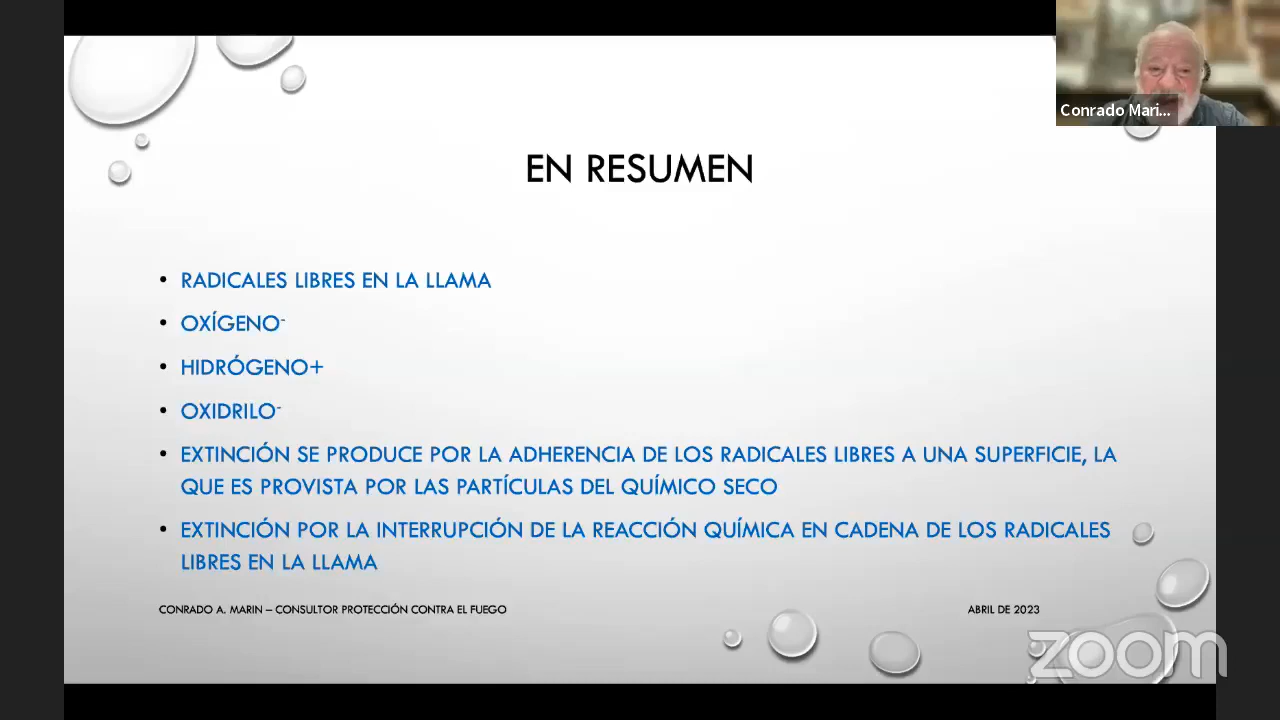 Conrado Mari...
EN RESUMEN
• RADICALES LIBRES EN LA LLAMA
• OXÍGENO⁻
• HIDRÓGENO+
• OXIDRILO⁻
• EXTINCIÓN SE PRODUCE POR LA ADHERENCIA DE LOS RADICALES LIBRES A UNA SUPERFICIE, LA
QUE ES PROVISTA POR LAS PARTÍCULAS DEL QUÍMICO SECO
• EXTINCIÓN POR LA INTERRUPCIÓN DE LA REACCIÓN QUÍMICA EN CADENA DE LOS RADICALES
LIBRES EN LA LLAMA
CONRADO A. MARIN – CONSULTOR PROTECCIÓN CONTRA EL FUEGO
ABRIL DE 2023
zoom